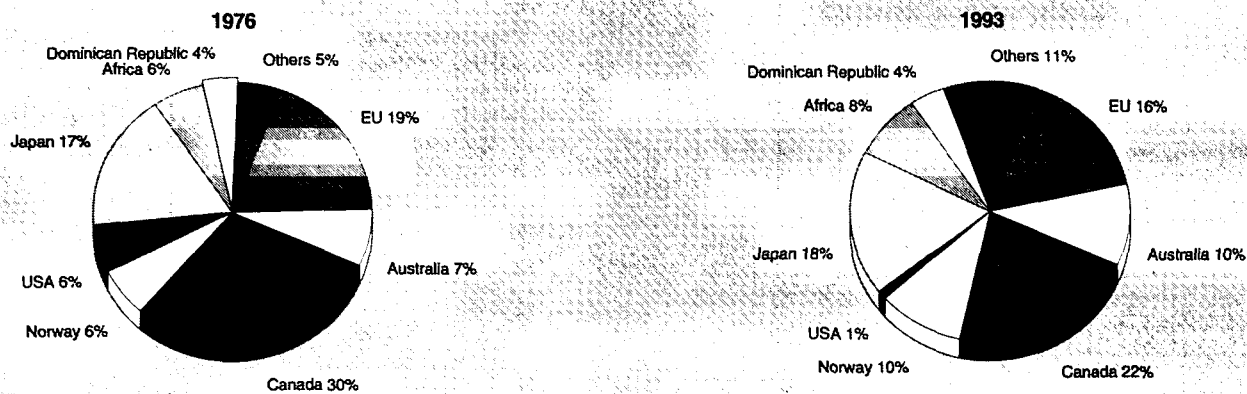 1976
Dominican Republic 4%
Others 5%
Africa 6%
EU 19%
Japan 17%
Australia 7%
USA 6%
Norway 6%
Canada 30%
1993
Others 11%
Dominican Republic 4%
Africa 8%
EU 16%
Japan 18%
Australia 10%
USA 1%
Norway 10%
Canada 22%